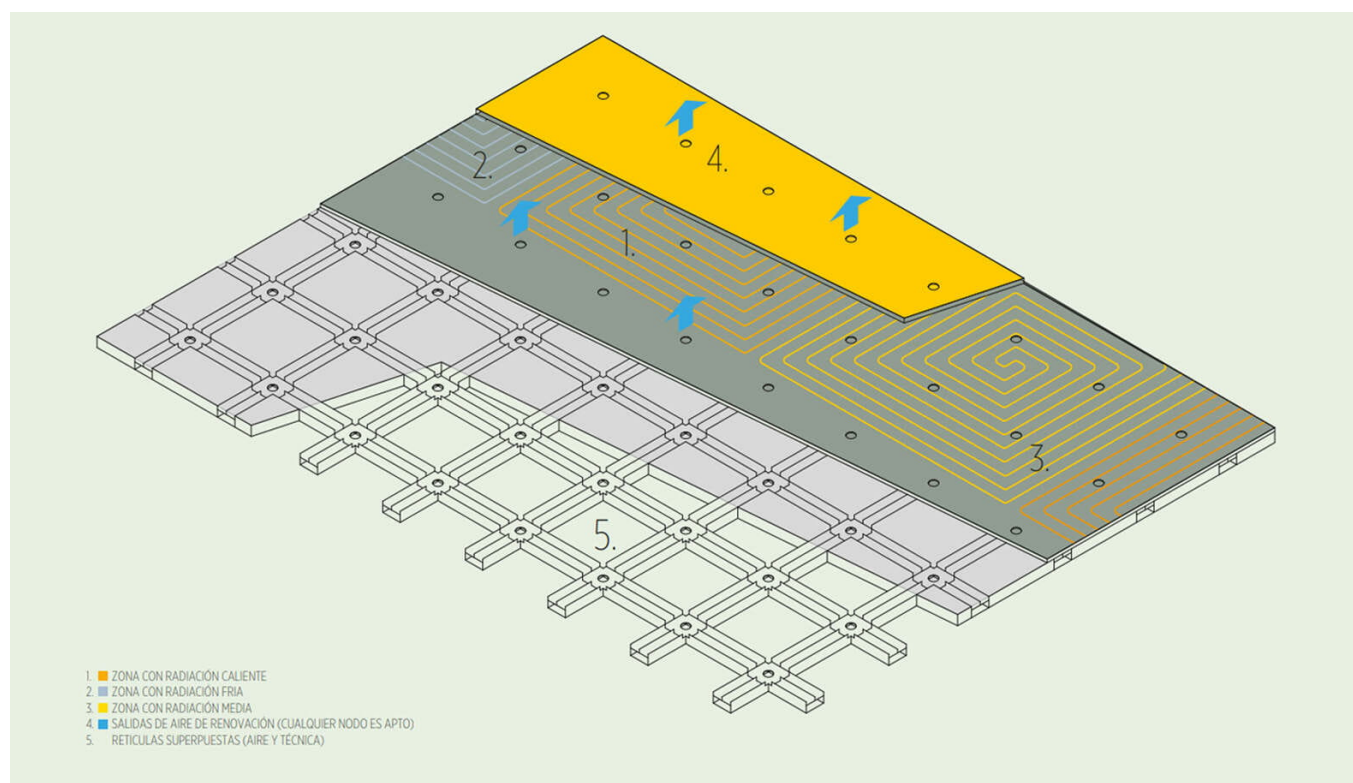 4.
2.
1.
3.
5.
1. ZONA CON RADIACIÓN CALIENTE
2. ZONA CON RADIACIÓN FRIA
3. ZONA CON RADIACIÓN MEDIA
4. SALIDAS DE AIRE DE RENOVACIÓN (CUALQUIER NODO ES APTO)
5. RETICULAS SUPERPUESTAS (AIRE Y TÉCNICA)